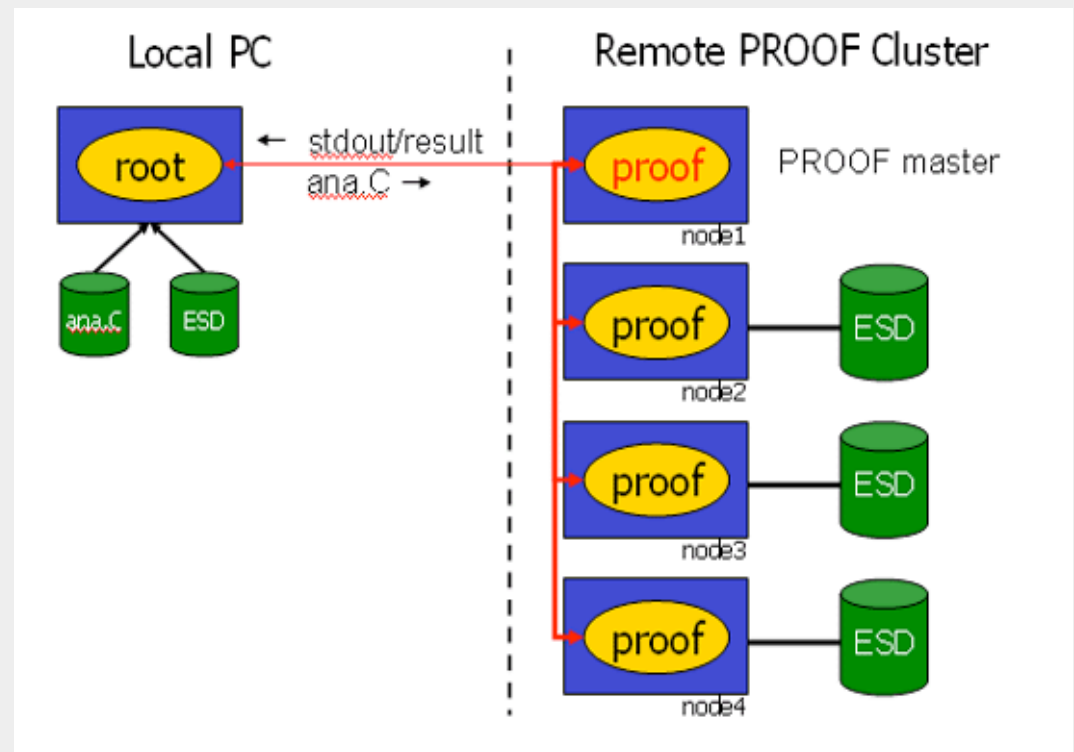 Local PC
Remote PROOF Cluster
root
← stdout/result
ana.C →
proof
PROOF master
node1
ana.C
ESD
proof
ESD
node2
proof
ESD
node3
proof
ESD
node4